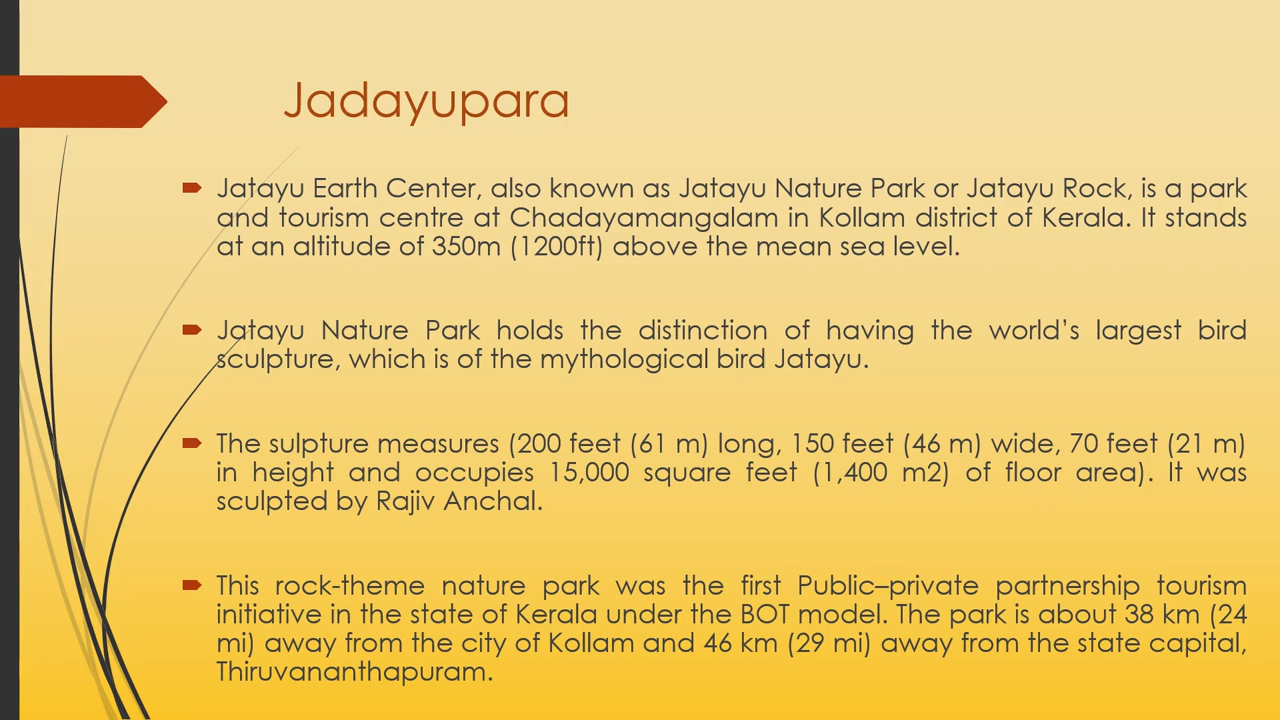 Jadayupara
Jatayu Earth Center, also known as Jatayu Nature Park or Jatayu Rock, is a park
and tourism centre at Chadayamangalam in Kollam district of Kerala. It stands
at an altitude of 350m (1200ft) above the mean sea level.
Jatayu Nature Park holds the distinction of having the world’s largest bird
sculpture, which is of the mythological bird Jatayu.
The sulpture measures (200 feet (61 m) long, 150 feet (46 m) wide, 70 feet (21 m)
in height and occupies 15,000 square feet (1,400 m2) of floor area). It was
sculpted by Rajiv Anchal.
This rock-theme nature park was the first Public–private partnership tourism
initiative in the state of Kerala under the BOT model. The park is about 38 km (24
mi) away from the city of Kollam and 46 km (29 mi) away from the state capital,
Thiruvananthapuram.